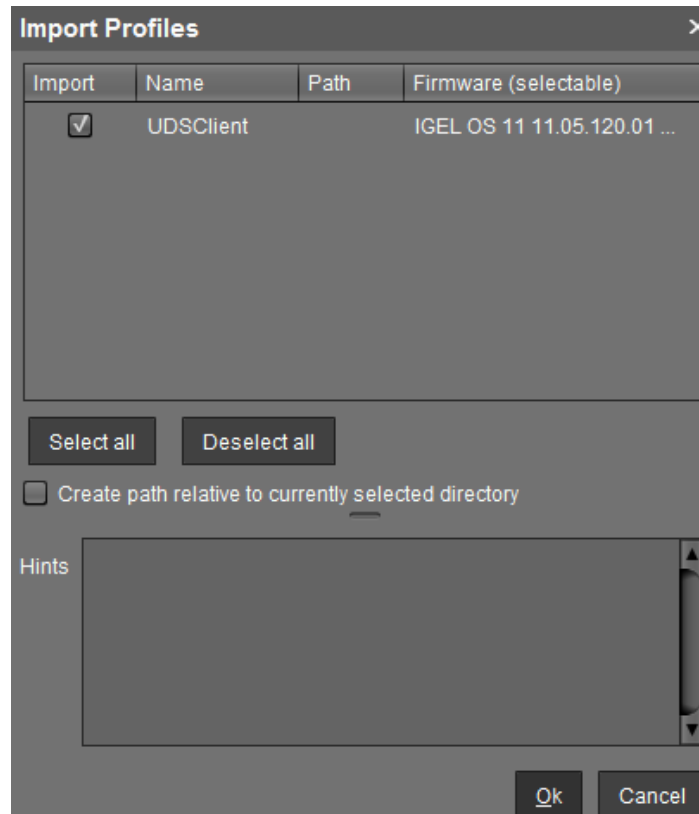 Import Profiles
Import Name Path Firmware (selectable)
UDSClient IGEL OS 11 11.05.120.01 ...
Select all Deselect all
Create path relative to currently selected directory
Hints
Ok Cancel